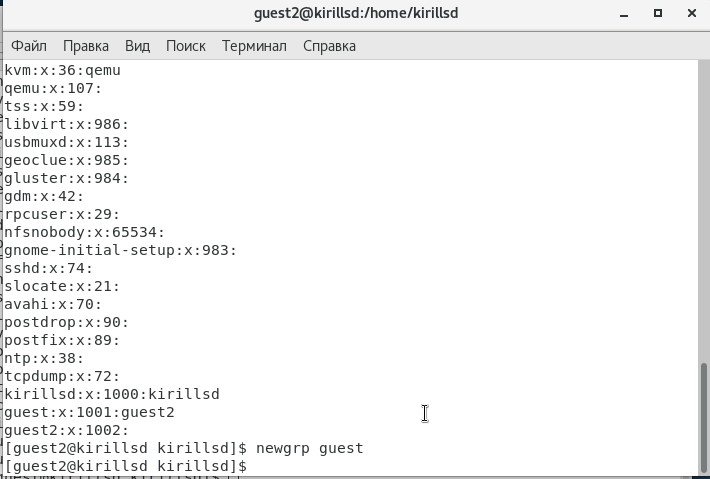 guest2@kirillsd:/home/kirillsd
Файл Правка Вид Поиск Терминал Справка
kvm:x:36:qemu
qemu:x:107:
tss:x:59:
libvirt:x:986:
usbmuxd:x:113:
geoclue:x:985:
gluster:x:984:
gdm:x:42:
rpcuser:x:29:
nfsnobody:x:65534:
gnome-initial-setup:x:983:
sshd:x:74:
slocate:x:21:
avahi:x:70:
postdrop:x:90:
postfix:x:89:
ntp:x:38:
tcpdump:x:72:
kirillsd:x:1000:kirillsd
guest:x:1001:guest2
guest2:x:1002:
[guest2@kirillsd kirillsd]$ newgrp guest
[guest2@kirillsd kirillsd]$